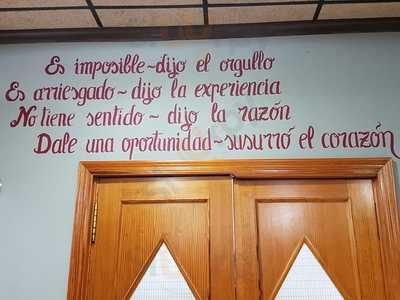 Es imposible ~ dijo el orgullo
Es arriesgado ~ dijo la experiencia
No tiene sentido ~ dijo la razón
Dale una oportunidad ~ susurró el corazón